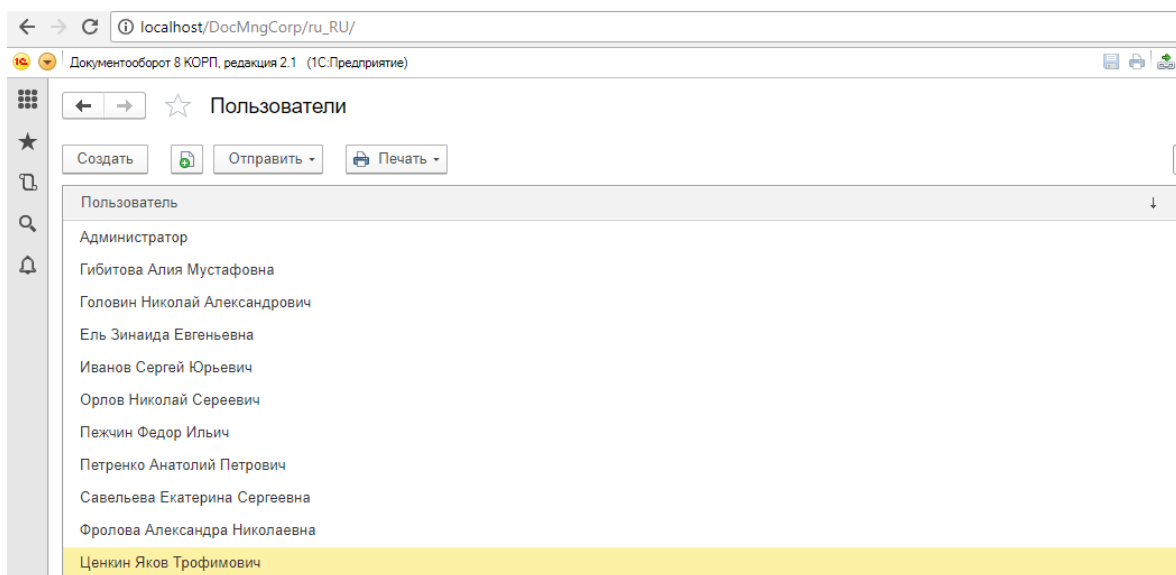 localhost/DocMngCorp/ru_RU/
1С Документооборот 8 КОРП, редакция 2.1 (1С:Предприятие)
Пользователи
Создать Отправить Печать
Пользователь ↓
Администратор
Гибитова Алия Мустафовна
Головин Николай Александрович
Ель Зинаида Евгеньевна
Иванов Сергей Юрьевич
Орлов Николай Сереевич
Пежчин Федор Ильич
Петренко Анатолий Петрович
Савельева Екатерина Сергеевна
Фролова Александра Николаевна
Ценкин Яков Трофимович